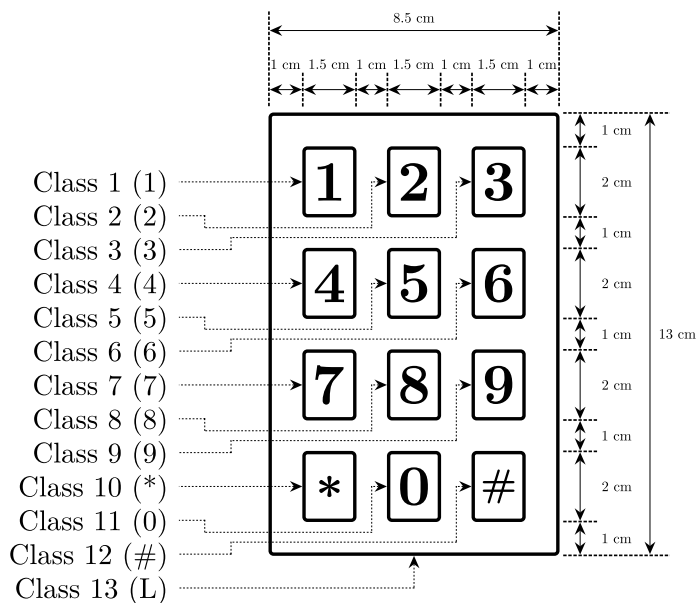 8.5 cm
1 cm 1.5 cm 1 cm 1.5 cm 1 cm 1.5 cm 1 cm
1 cm
Class 1 (1) 1 2 3 2 cm
Class 2 (2)
1 cm
Class 3 (3)
Class 4 (4) 4 5 6 2 cm
Class 5 (5)
1 cm 13 cm
Class 6 (6)
Class 7 (7) 7 8 9 2 cm
Class 8 (8)
1 cm
Class 9 (9)
Class 10 (*) * 0 # 2 cm
Class 11 (0)
1 cm
Class 12 (#)
Class 13 (L)